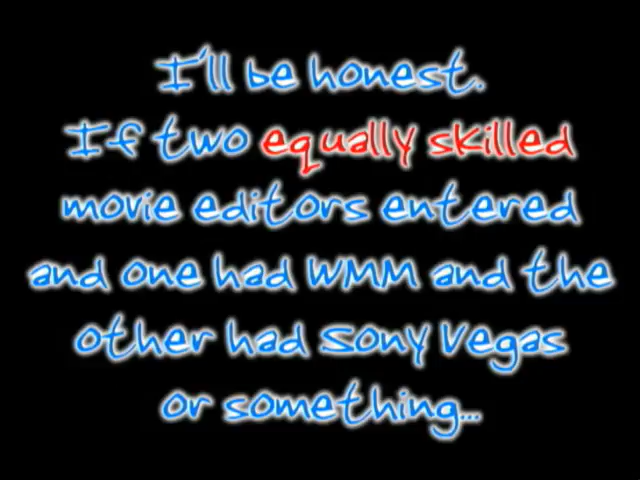 I'll be honest.
If two equally skilled
movie editors entered
and one had WMM and the
other had Sony Vegas
or something...